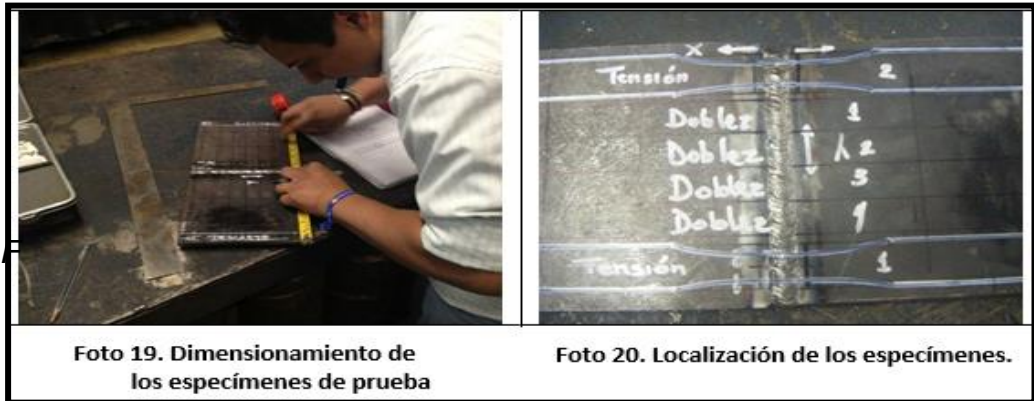 X
Tensión 2
Doblez 1
Doblez 2
Doblez 3
Doblez 1
Tensión 1
F
Foto 19. Dimensionamiento de
los especímenes de prueba
Foto 20. Localización de los especímenes.